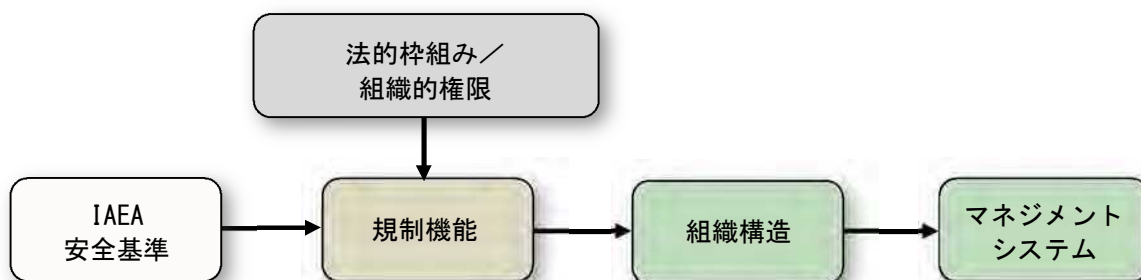 法的枠組み／
組織的権限
IAEA
安全基準
規制機能
組織構造
マネジメント
システム